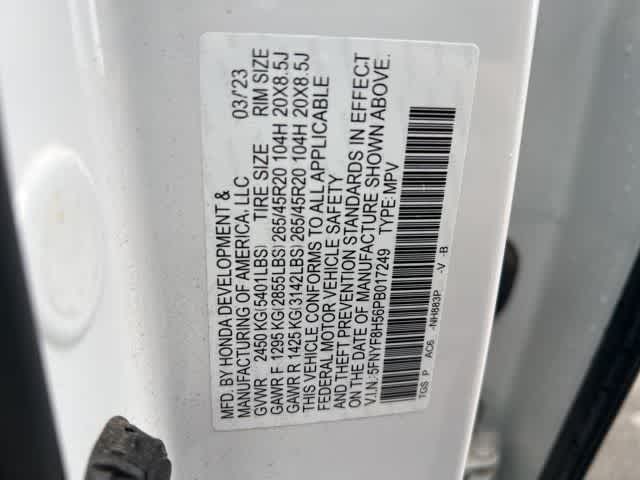 MFD. BY HONDA DEVELOPMENT &
MANUFACTURING OF AMERICA, LLC 03/'23
GVWR 2450 KG(5401LBS) TIRE SIZE RIM SIZE
GAWR F 1295 KG(2855LBS) 265/45R20 104H 20X8.5J
GAWR R 1425 KG(3142LBS) 265/45R20 104H 20X8.5J
THIS VEHICLE CONFORMS TO ALL APPLICABLE
FEDERAL MOTOR VEHICLE SAFETY
AND THEFT PREVENTION STANDARDS IN EFFECT
ON THE DATE OF MANUFACTURE SHOWN ABOVE.
V.I.N.:5FNYF8H56PB017249 TYPE:MPV
TGS P AC6 -NH883P -V -B